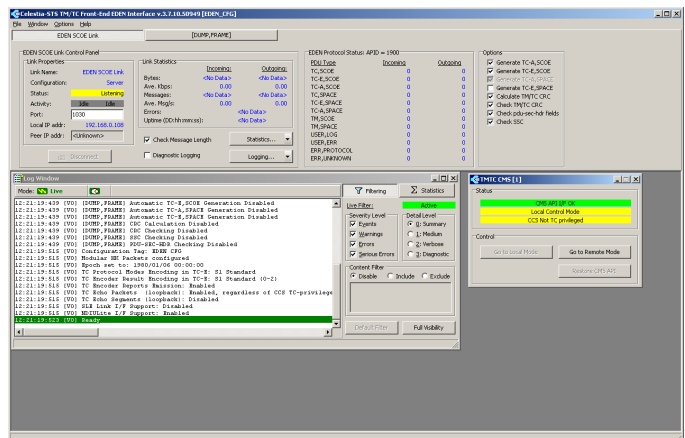 Celestia-STS TM/TC Front-End EDEN Interface v.3.7.10.50949 [EDEN_CFG]
File Window Options Help
EDEN SCOE Link [DUMP,FRAME]
EDEN SCOE Link Control Panel
Link Properties
Link Name: EDEN SCOE Link
Configuration: Server
Status: Listening
Activity: Idle Idle
Port: 1030
Local IP addr: 192.168.0.108
Peer IP addr: <Unknown>
Disconnect
Link Statistics
Incoming: Outgoing:
Bytes: <No Data> <No Data>
Ave. Kbps: 0.00 0.00
Messages: <No Data> <No Data>
Ave. Msg/s: 0.00 0.00
Errors: <No Data>
Uptime (DD:hh:mm:ss): <No Data>
Check Message Length Statistics...
Diagnostic Logging Logging...
EDEN Protocol Status: APID = 1900
PDU Type Incoming Outgoing
TC,SCOE 0 0
TC-E,SCOE 0 0
TC-A,SCOE 0 0
TC,SPACE 0 0
TC-E,SPACE 0 0
TC-A,SPACE 0 0
TM,SCOE 0 0
TM,SPACE 0 0
USER,LOG 0 0
USER,ERR 0 0
ERR,PROTOCOL 0 0
ERR,UNKNOWN 0 0
Options
Generate TC-A,SCOE
Generate TC-E,SCOE
Generate TC-A,SPACE
Generate TC-E,SPACE
Calculate TM/TC CRC
Check TM/TC CRC
Check pdu-sec-hdr fields
Check SSC
Log Window
Mode: Live
12:21:19:439 [V0] [DUMP,FRAME] Automatic TC-E,SCOE Generation Disabled
12:21:19:439 [V0] [DUMP,FRAME] Automatic TC-A,SPACE Generation Disabled
12:21:19:439 [V0] [DUMP,FRAME] Automatic TC-E,SPACE Generation Disabled
12:21:19:439 [V0] [DUMP,FRAME] CRC Calculation Disabled
12:21:19:439 [V0] [DUMP,FRAME] CRC Checking Disabled
12:21:19:439 [V0] [DUMP,FRAME] SSC Checking Disabled
12:21:19:439 [V0] [DUMP,FRAME] PDU-SEC-HDR Checking Disabled
12:21:19:515 [V0] Configuration Tag: EDEN CFG
12:21:19:515 [V0] Modular HK Packets configured
12:21:19:515 [V0] Epoch set to: 1980/01/06 00:00:00
12:21:19:515 [V0] TC Protocol Modes Encoding in TC-E: S1 Standard
12:21:19:515 [V0] TC Encoder Result Encoding in TC-E: S1 Standard (0-2)
12:21:19:515 [V0] TC Encoder Reports Emission: Enabled
12:21:19:515 [V0] TC Echo Packets (loopback): Enabled, regardless of CCS TC-privilege
12:21:19:515 [V0] TC Echo Segments (loopback): Disabled
12:21:19:515 [V0] SLE Link I/F Support: Disabled
12:21:19:515 [V0] NDIULite I/F Support: Enabled
12:21:19:523 [V0] Ready
Filtering Statistics
Live Filter: Active
Severity Level
Events
Warnings
Errors
Serious Errors
Detail Level
0: Summary
1: Medium
2: Verbose
3: Diagnostic
Content Filter
Disable Include Exclude
Default Filter Full Visibility
TMTC CMS [1]
Status
CMS API I/F OK
Local Control Mode
CCS Not TC privileged
Control
Go to Local Mode Go to Remote Mode
Restore CMS API